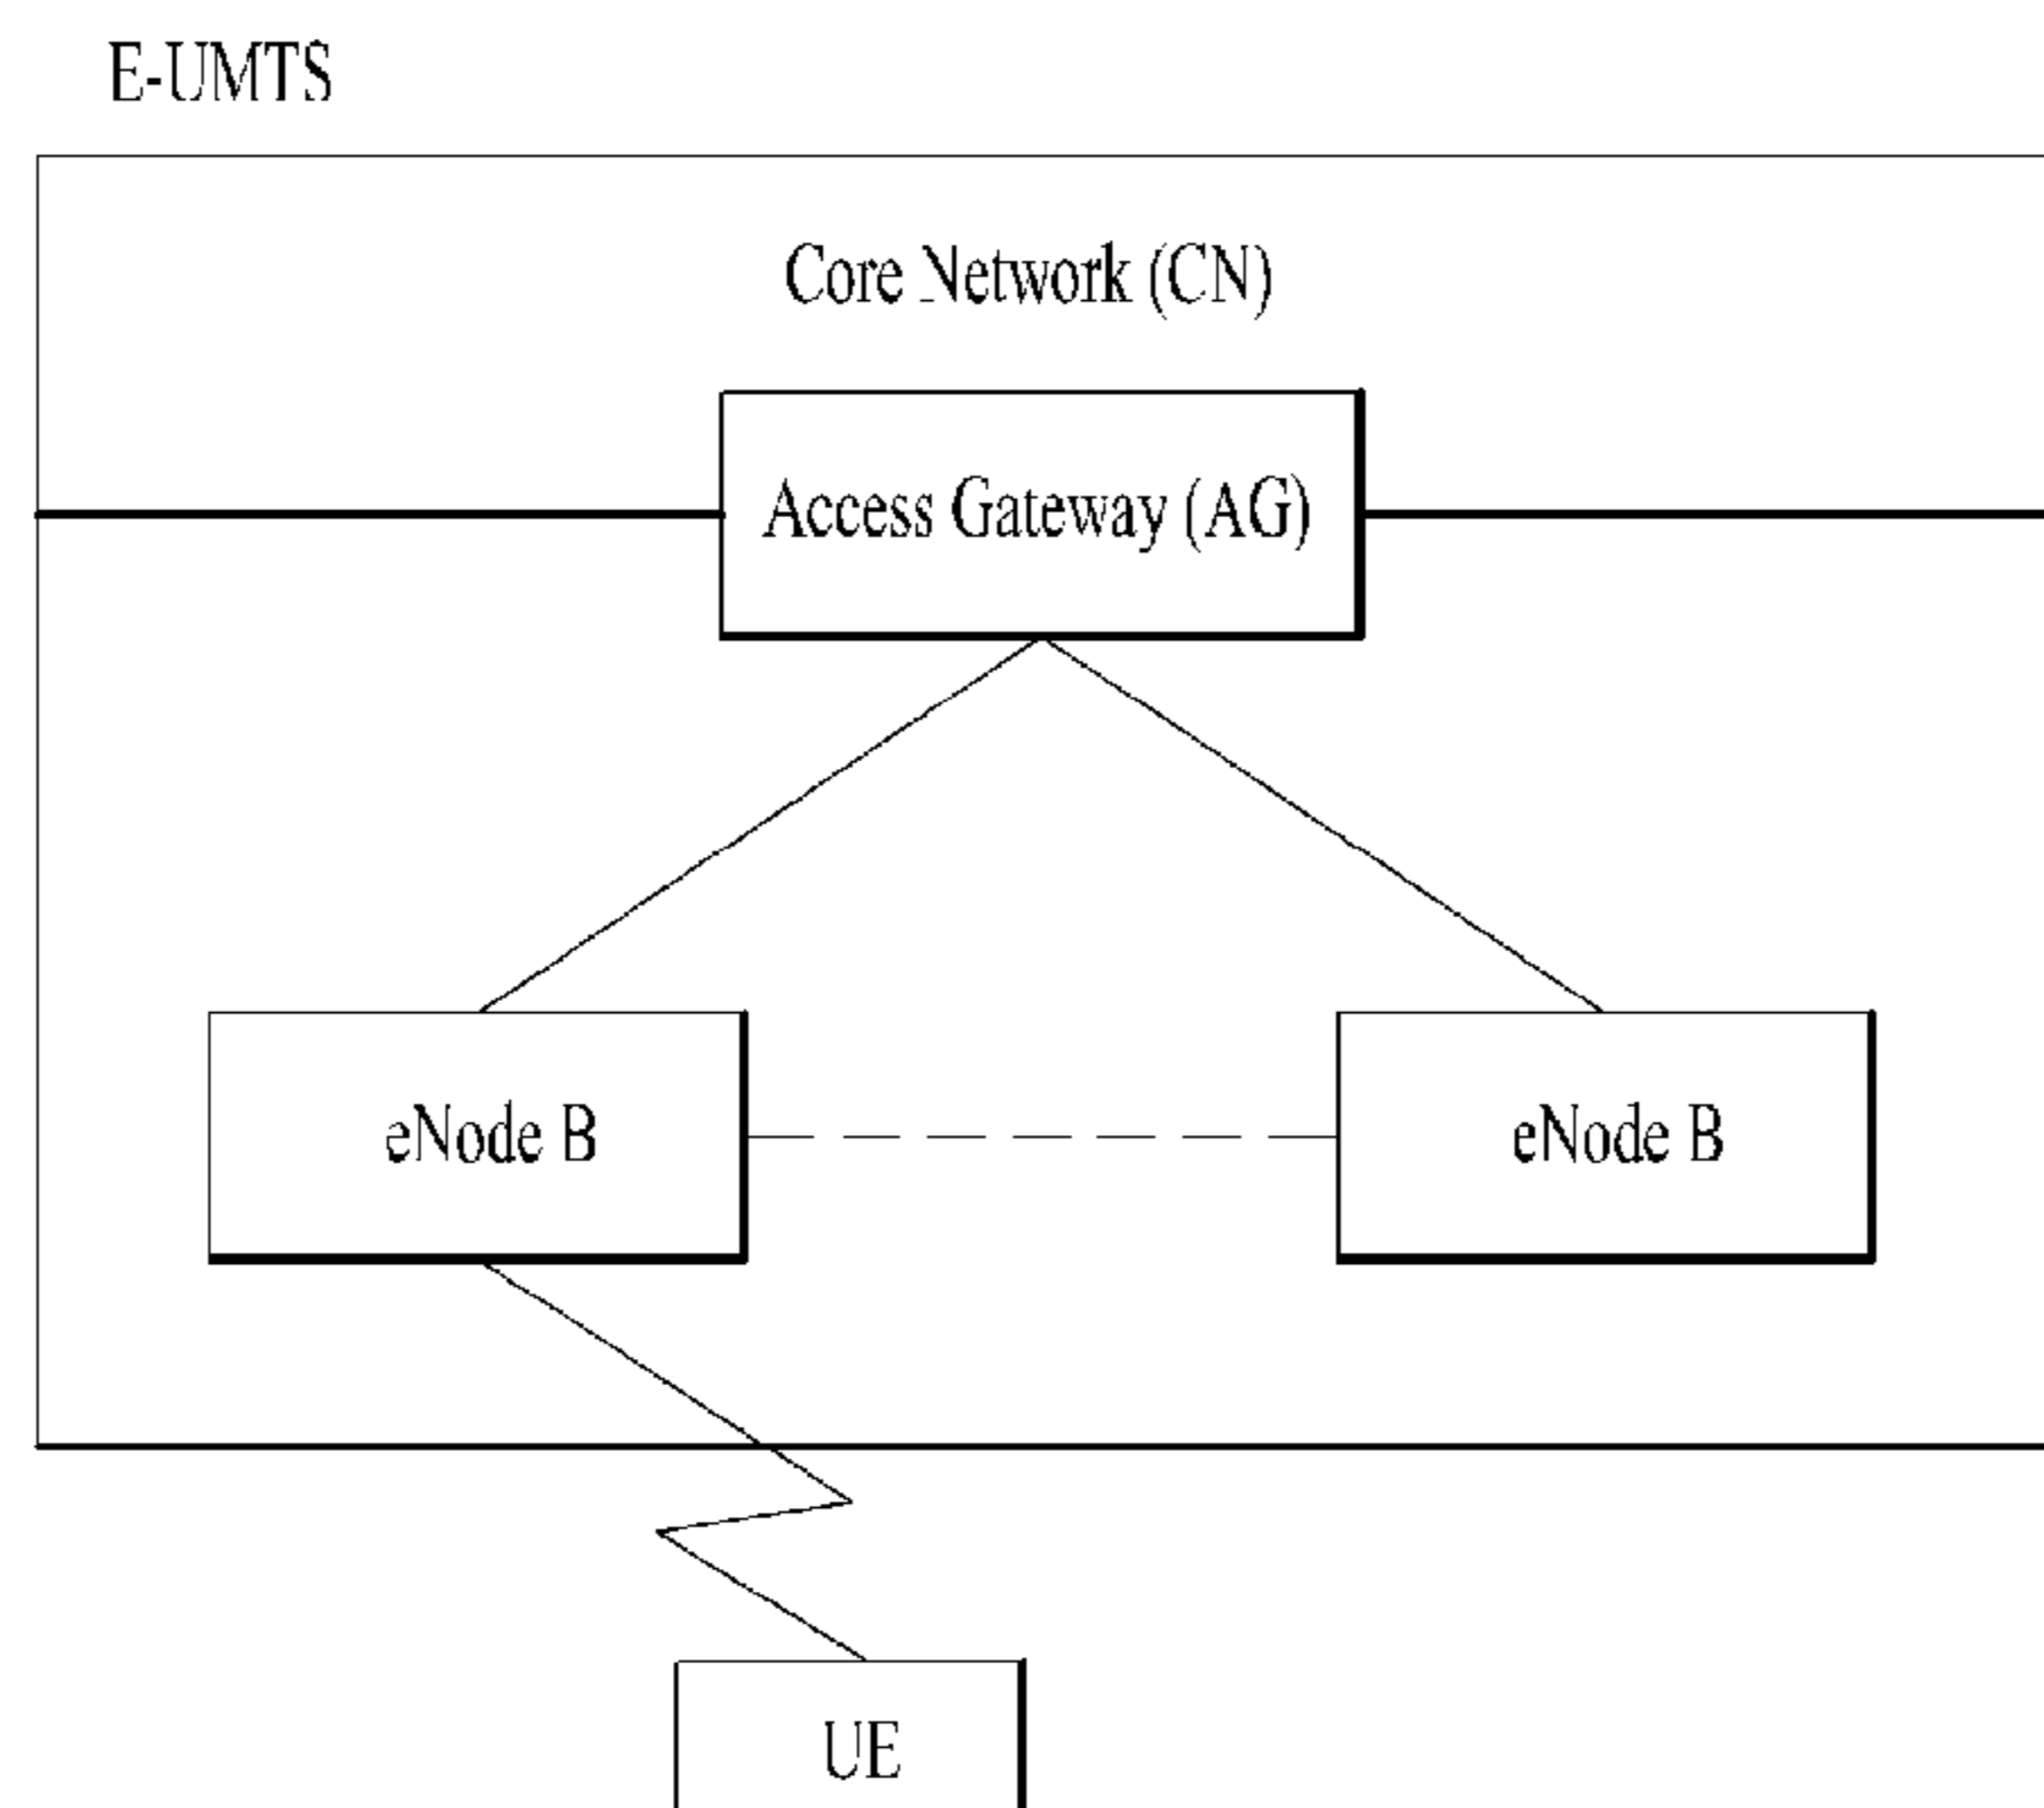 E-UMTS
Core Network (CN)
Access Gateway (AG)
eNode B
eNode B
UE